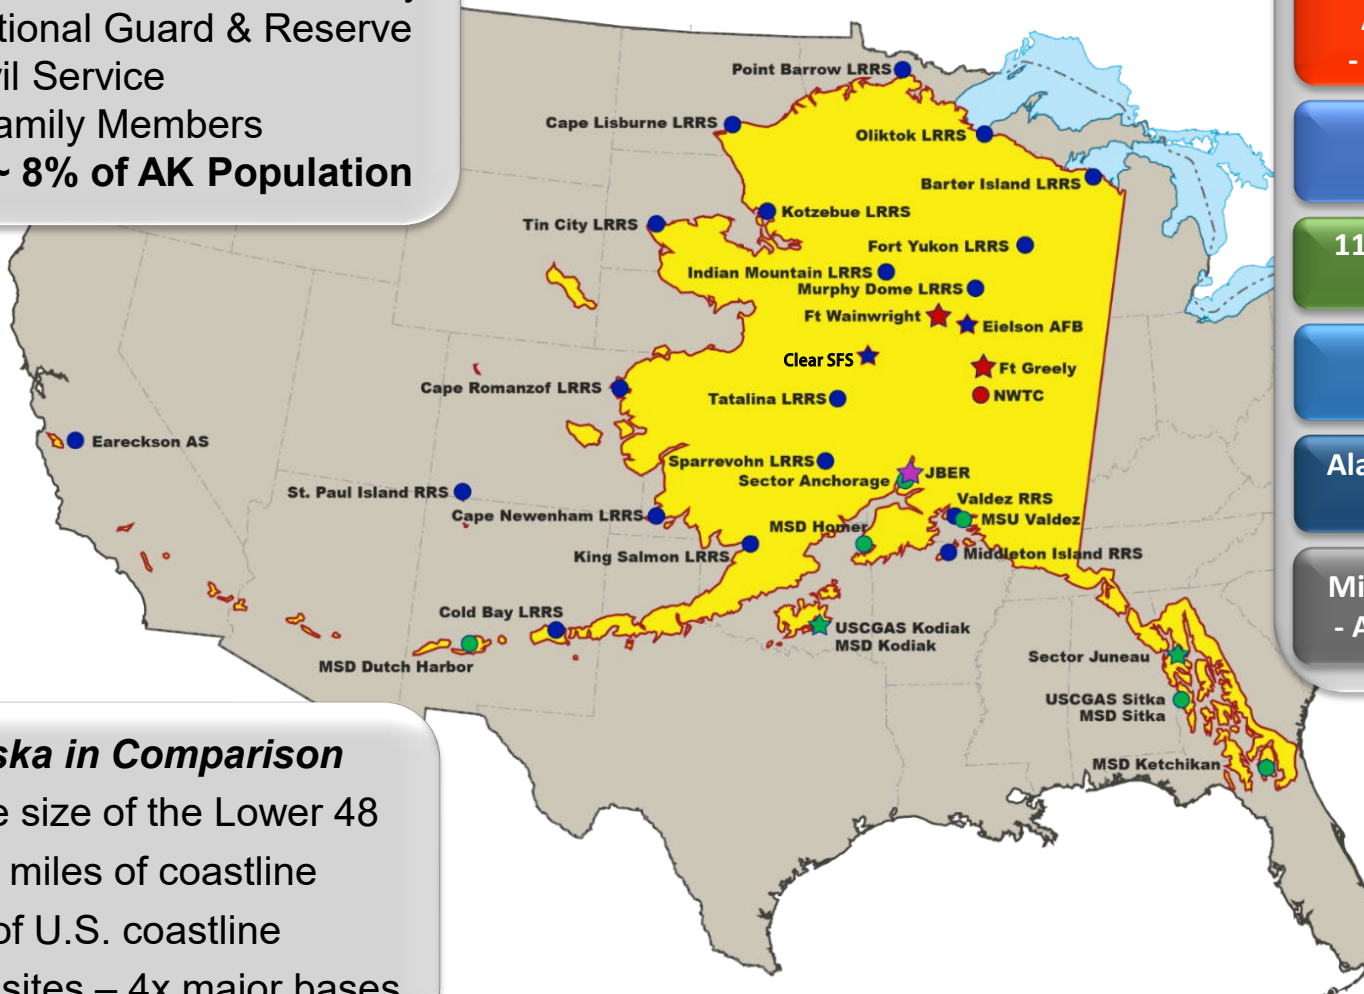 tional Guard & Reserve
vil Service
amily Members
~ 8% of AK Population
Point Barrow LRRS
Cape Lisburne LRRS
Oliktok LRRS
Barter Island LRRS
Kotzebue LRRS
Tin City LRRS
Fort Yukon LRRS
Indian Mountain LRRS
Murphy Dome LRRS
Ft Wainwright
Eielson AFB
Clear SFS
Ft Greely
Cape Romanzof LRRS
Tatalina LRRS
NWTC
Eareckson AS
Sparrevohn LRRS
JBER
Sector Anchorage
St. Paul Island RRS
Valdez RRS
Cape Newenham LRRS
MSU Valdez
MSD Homer
King Salmon LRRS
Middleton Island RRS
Cold Bay LRRS
USCGAS Kodiak
MSD Kodiak
MSD Dutch Harbor
Sector Juneau
USCGAS Sitka
MSD Sitka
MSD Ketchikan
ska in Comparison
e size of the Lower 48
miles of coastline
of U.S. coastline
sites – 4x major bases
-
11
Ala
Mi
- A